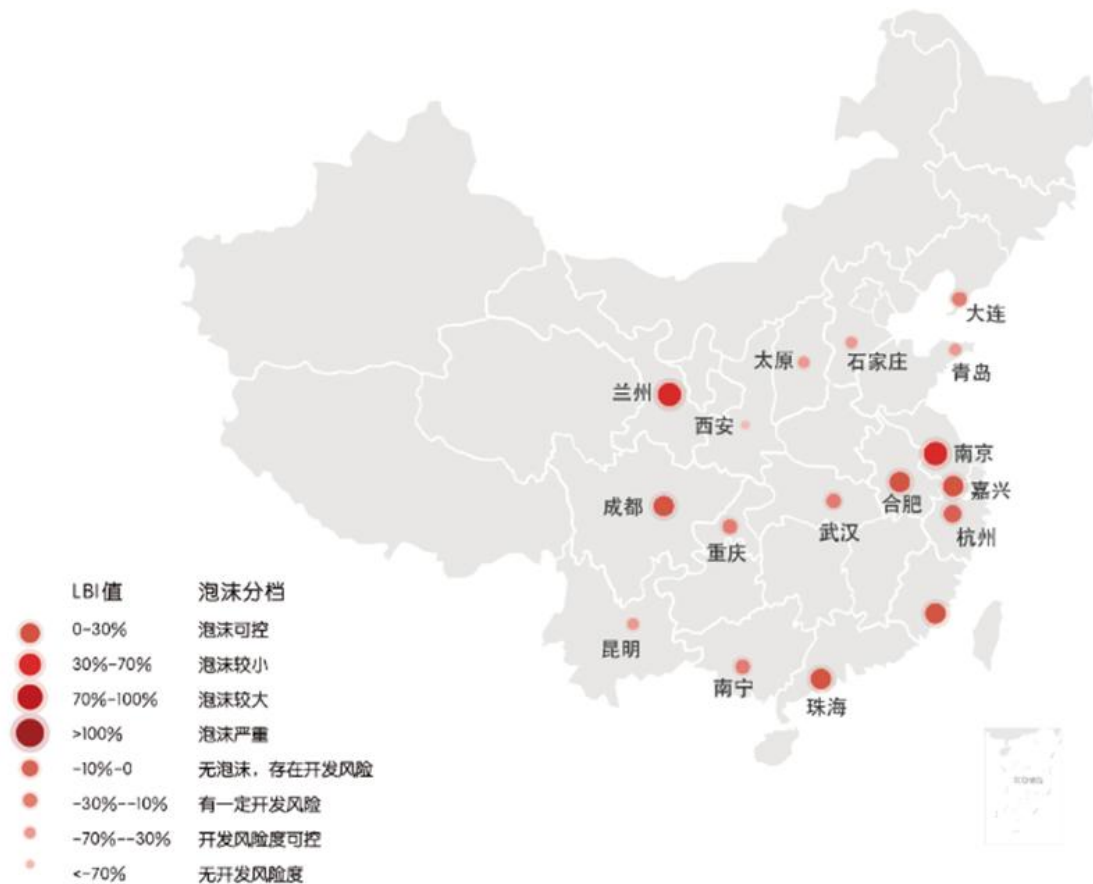 大连
太原
石家庄
青岛
兰州
西安
南京
合肥
嘉兴
成都
武汉
杭州
重庆
昆明
南宁
珠海
LBI值 泡沫分档
0-30% 泡沫可控
30%-70% 泡沫较小
70%-100% 泡沫较大
>100% 泡沫严重
-10%-0 无泡沫，存在开发风险
-30%--10% 有一定开发风险
-70%--30% 开发风险度可控
<-70% 无开发风险度